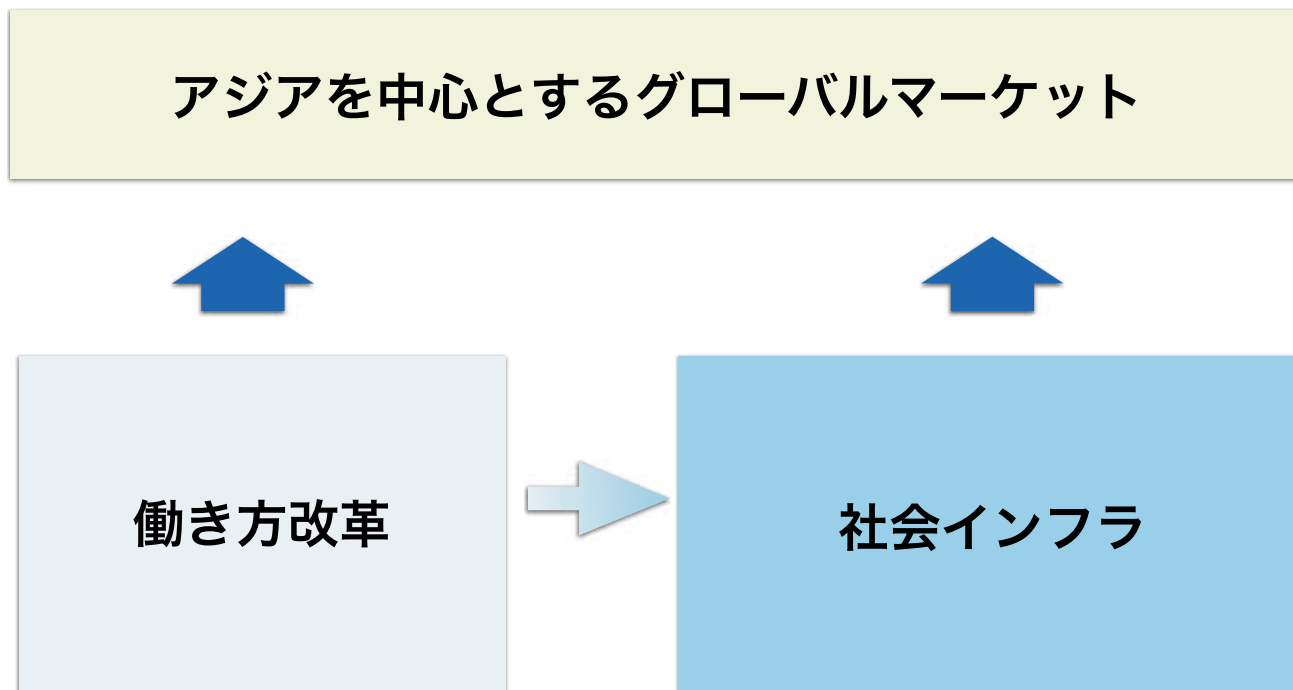 アジアを中心とするグローバルマーケット
働き方改革
社会インフラ